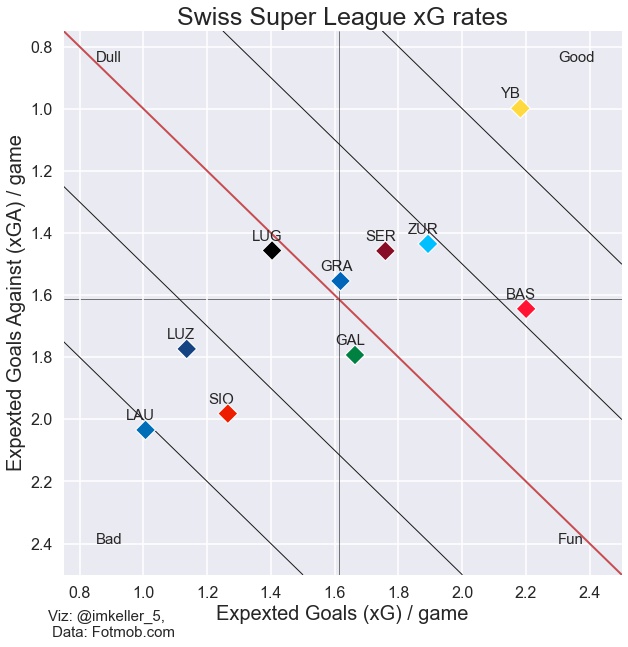 Swiss Super League xG rates
Dull
Good
YB
LUG
SER
ZUR
GRA
BAS
LUZ
GAL
SIO
LAU
Bad
Fun
0.8
1.0
1.2
1.4
1.6
1.8
2.0
2.2
2.4
Expexted Goals Against (xGA) / game
0.8 1.0 1.2 1.4 1.6 1.8 2.0 2.2 2.4
Expexted Goals (xG) / game
Viz: @imkeller_5,
Data: Fotmob.com